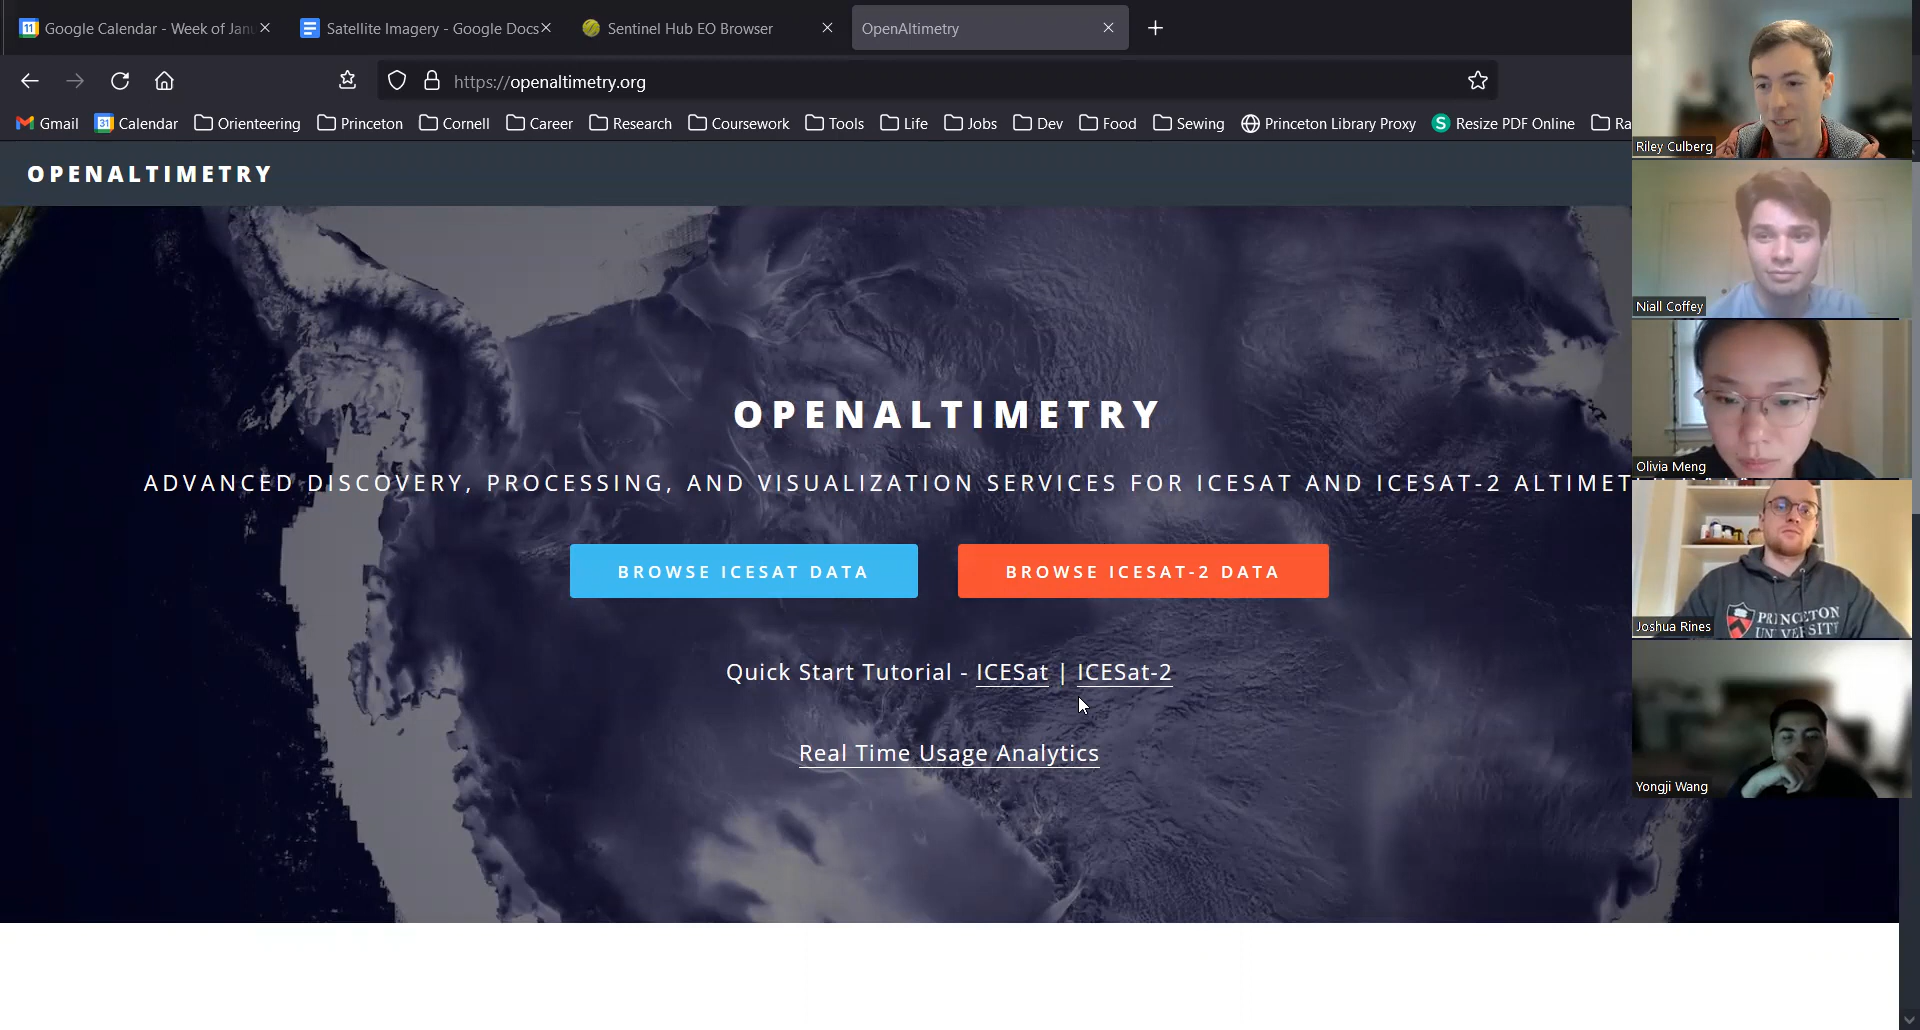 Google Calendar - Week of Jan
Satellite Imagery - Google Docs
Sentinel Hub EO Browser
OpenAltimetry
https://openaltimetry.org
Gmail
Calendar
Orienteering
Princeton
Cornell
Career
Research
Coursework
Tools
Life
Jobs
Dev
Food
Sewing
Princeton Library Proxy
Resize PDF Online
Ra
OPENALTIMETRY
OPENALTIMETRY
ADVANCED DISCOVERY, PROCESSING, AND VISUALIZATION SERVICES FOR ICESAT AND ICESAT-2 ALTIMET
BROWSE ICESAT DATA
BROWSE ICESAT-2 DATA
Quick Start Tutorial - ICESat | ICESat-2
Real Time Usage Analytics
Riley Culberg
Niall Coffey
Olivia Meng
PRINCETON
UNIVERSITY
Joshua Rines
Yongji Wang